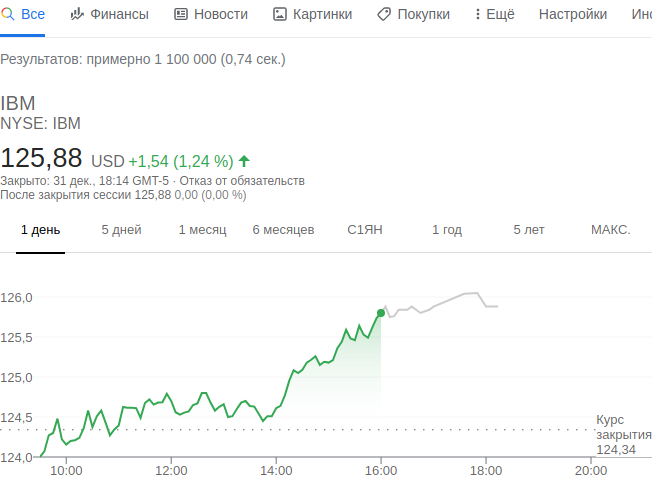 Все Финансы Новости Картинки Покупки Ещё Настройки
Результатов: примерно 1 100 000 (0,74 сек.)
IBM
NYSE: IBM
125,88 USD +1,54 (1,24 %)
Закрыто: 31 дек., 18:14 GMT-5 · Отказ от обязательств
После закрытия сессии 125,88 0,00 (0,00 %)
1 день 5 дней 1 месяц 6 месяцев С1ЯН 1 год 5 лет МАКС.
126,0
125,5
125,0
124,5
Курс
закрытия
124,34
124,0
10:00 12:00 14:00 16:00 18:00 20:00